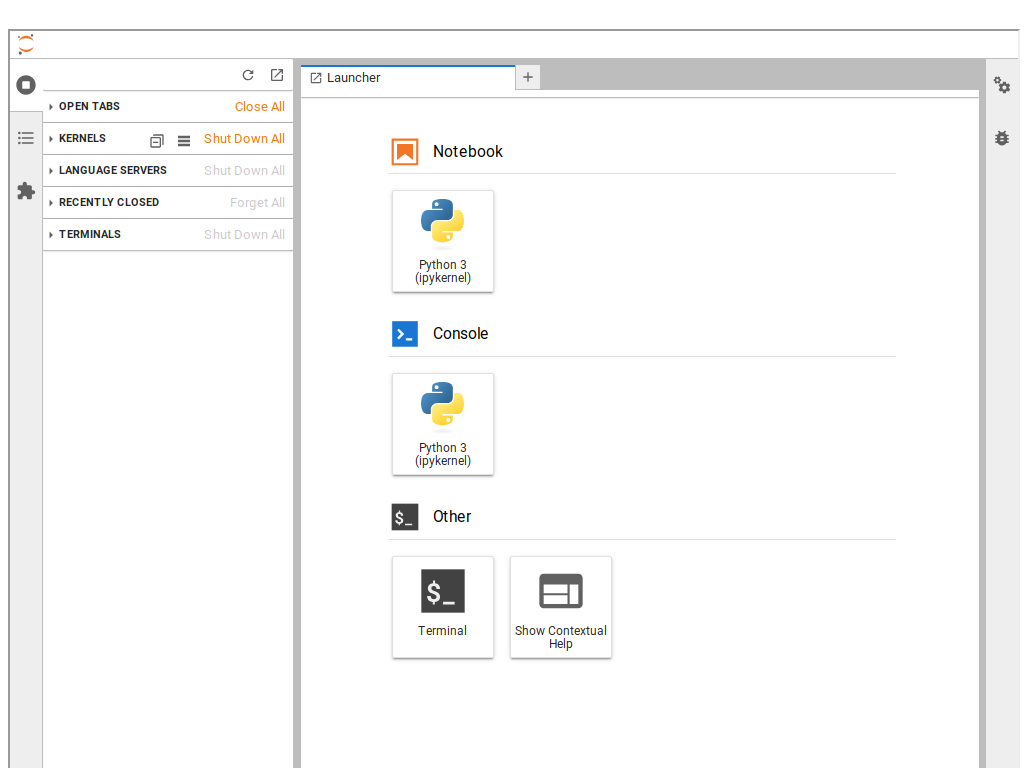 Launcher
OPEN TABS Close All
KERNELS Shut Down All
LANGUAGE SERVERS Shut Down All
RECENTLY CLOSED Forget All
TERMINALS Shut Down All
Notebook
Python 3
(ipykernel)
Console
Python 3
(ipykernel)
$_ Other
$_
Terminal
Show Contextual
Help